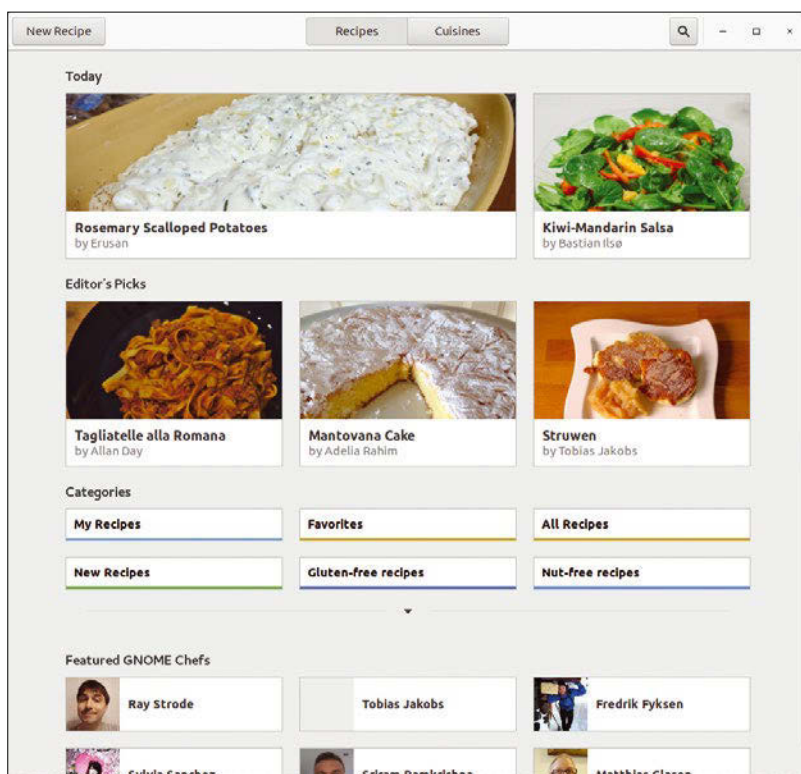 New Recipe
Recipes
Cuisines
Today
Rosemary Scalloped Potatoes
by Erusan
Kiwi-Mandarin Salsa
by Bastian Ilsø
Editor's Picks
Tagliatelle alla Romana
by Allan Day
Mantovana Cake
by Adelia Rahim
Struwen
by Tobias Jakobs
Categories
My Recipes
Favorites
All Recipes
New Recipes
Gluten-free recipes
Nut-free recipes
Featured GNOME Chefs
Ray Strode
Tobias Jakobs
Fredrik Fyksen